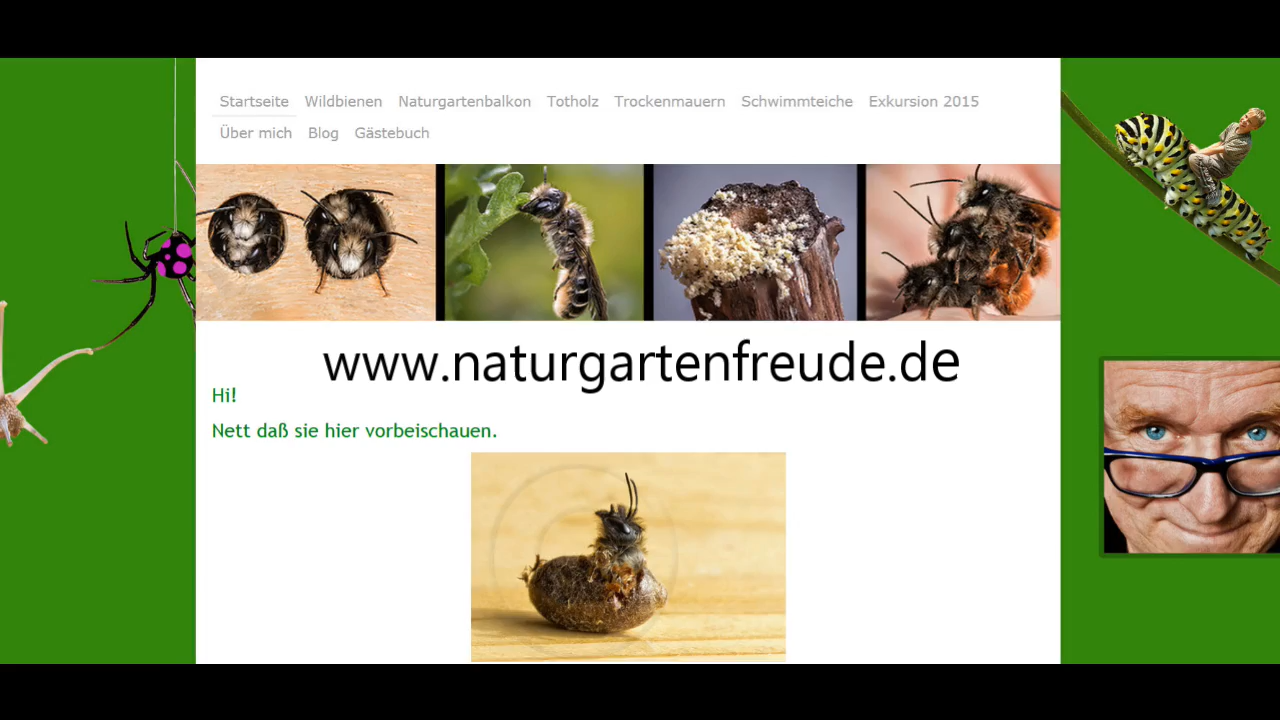 Startseite Wildbienen Naturgartenbalkon Totholz Trockenmauern Schwimmteiche Exkursion 2015
Über mich Blog Gästebuch
www.naturgartenfreude.de
Hi!
Nett daß sie hier vorbeischauen.